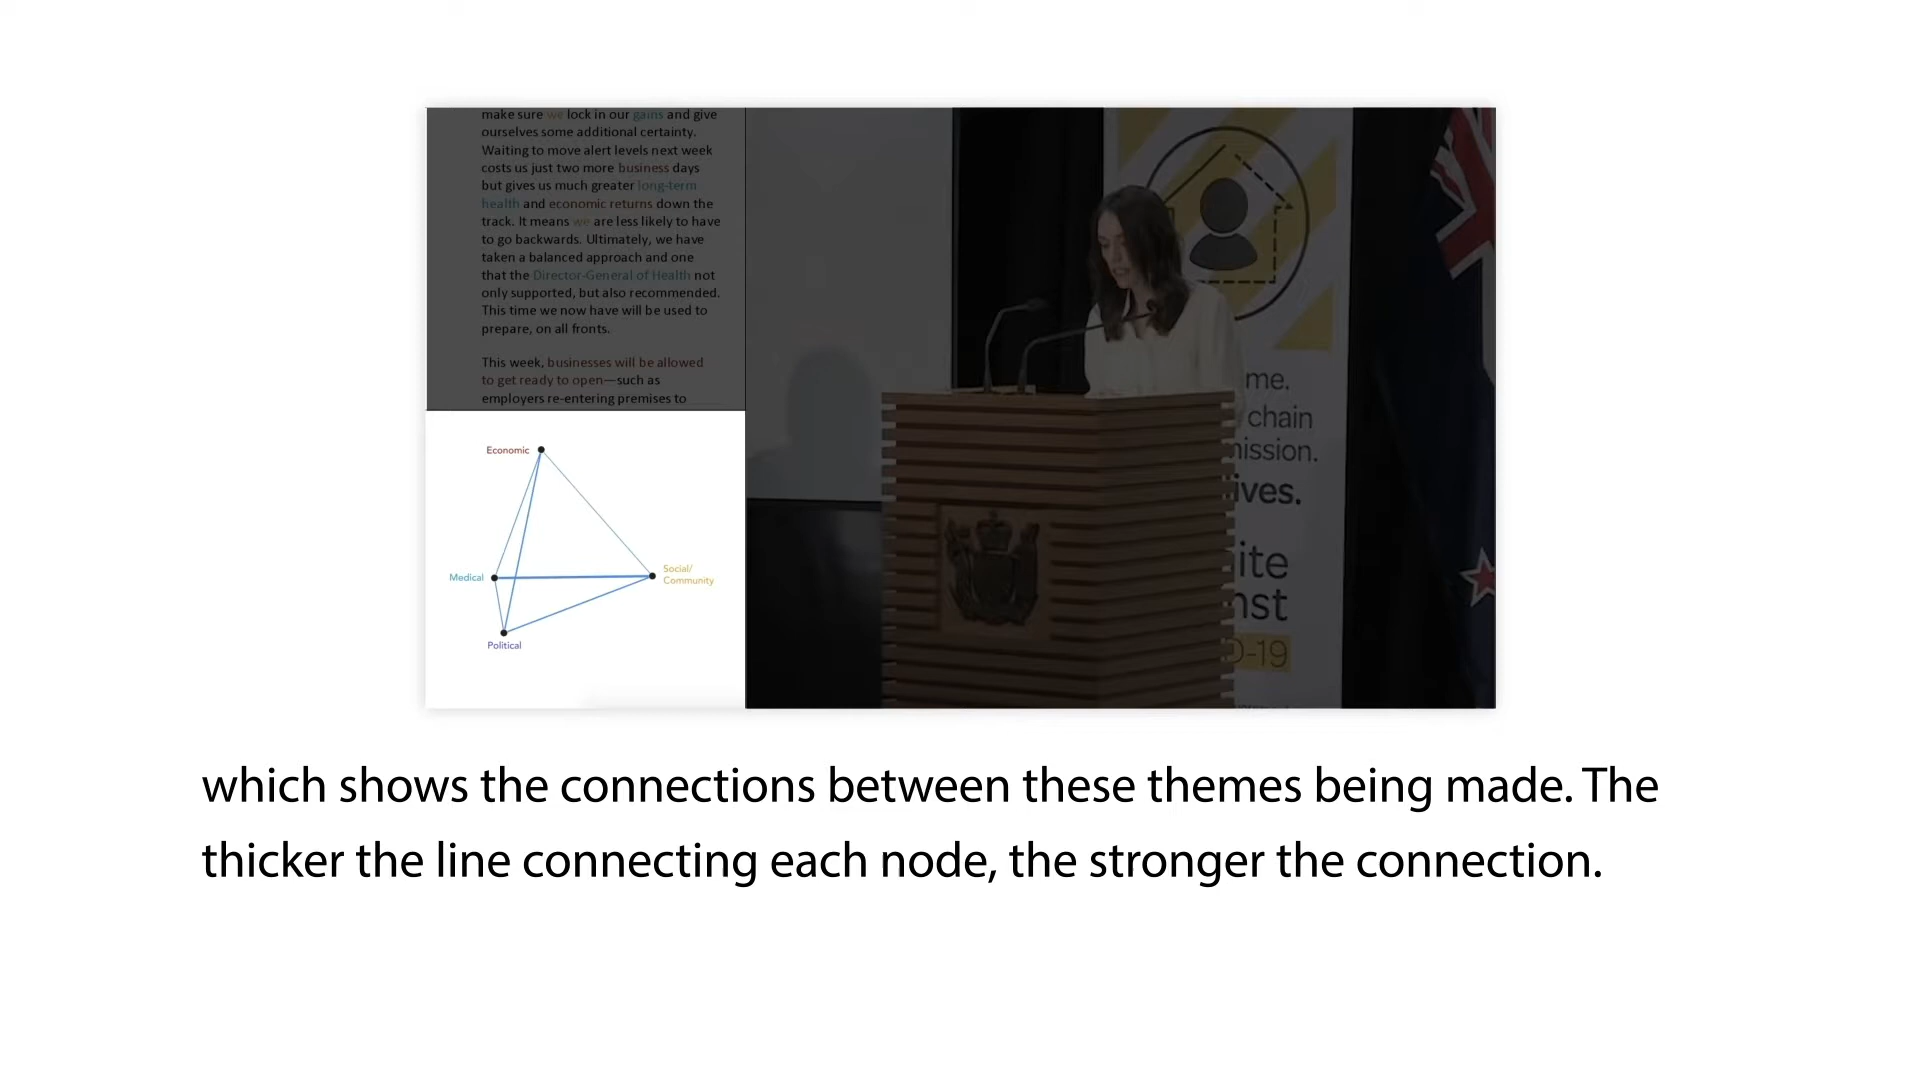 make sure we lock in our gains and give
ourselves some additional certainty.
Waiting to move alert levels next week
costs us just two more business days
but gives us much greater long-term
health and economic returns down the
track. It means we are less likely to have
to go backwards. Ultimately, we have
taken a balanced approach and one
that the Director-General of Health not
only supported, but also recommended.
This time we now have will be used to
prepare, on all fronts.
This week, businesses will be allowed
to get ready to open—such as
employers re-entering premises to
Economic
Medical
Social/
Community
Political
me.
chain
ission.
ives.
ite
nst
D-19
which shows the connections between these themes being made. The
thicker the line connecting each node, the stronger the connection.